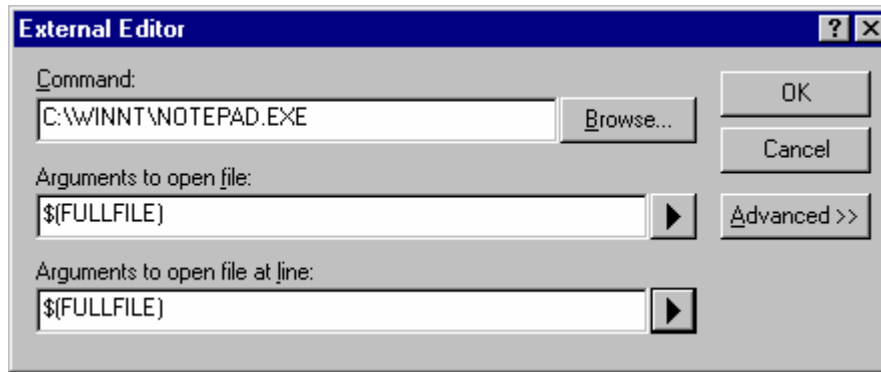 External Editor
Command:
C:\WINNT\NOTEPAD.EXE
Browse...
OK
Cancel
Arguments to open file:
$(FULLFILE)
Advanced >>
Arguments to open file at line:
$(FULLFILE)